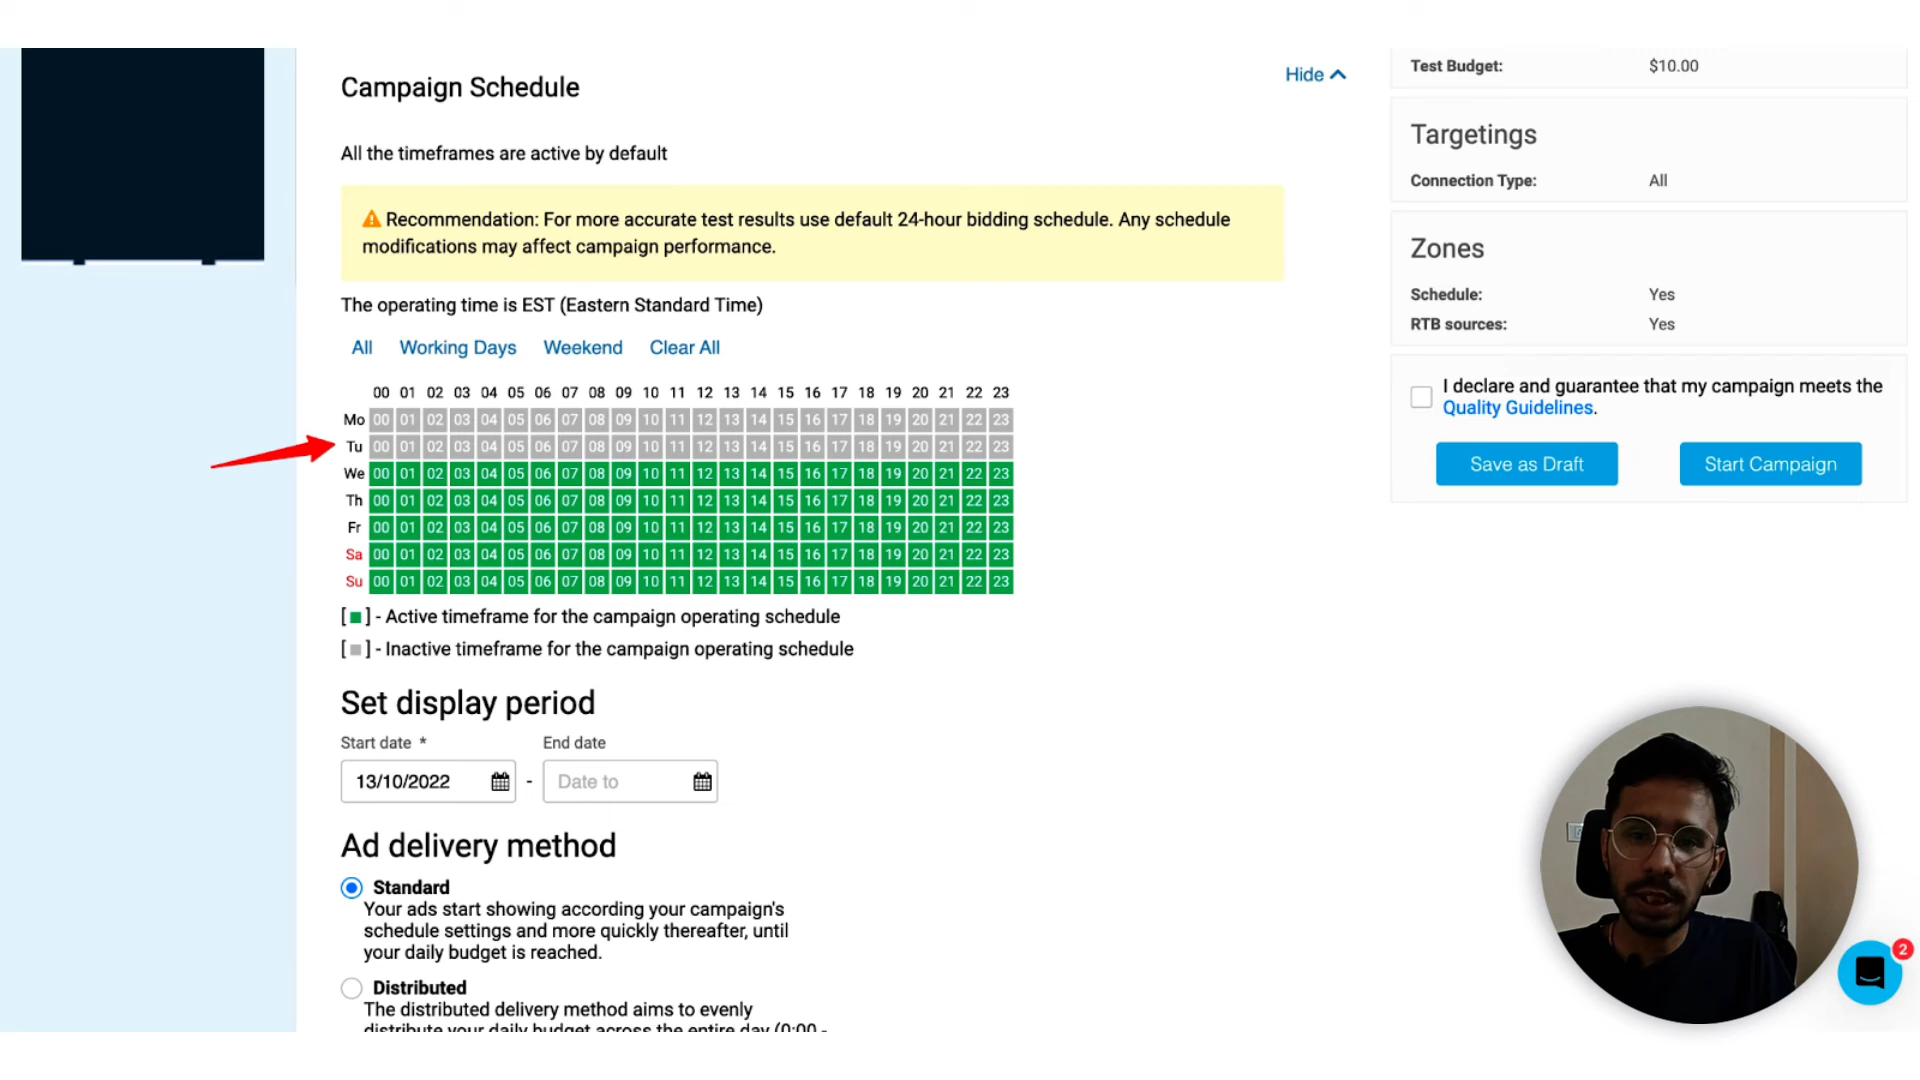 Campaign Schedule
Hide
All the timeframes are active by default
Recommendation: For more accurate test results use default 24-hour bidding schedule. Any schedule
modifications may affect campaign performance.
The operating time is EST (Eastern Standard Time)
All Working Days Weekend Clear All
00 01 02 03 04 05 06 07 08 09 10 11 12 13 14 15 16 17 18 19 20 21 22 23
Mo 00 01 02 03 04 05 06 07 08 09 10 11 12 13 14 15 16 17 18 19 20 21 22 23
Tu 00 01 02 03 04 05 06 07 08 09 10 11 12 13 14 15 16 17 18 19 20 21 22 23
We 00 01 02 03 04 05 06 07 08 09 10 11 12 13 14 15 16 17 18 19 20 21 22 23
Th 00 01 02 03 04 05 06 07 08 09 10 11 12 13 14 15 16 17 18 19 20 21 22 23
Fr 00 01 02 03 04 05 06 07 08 09 10 11 12 13 14 15 16 17 18 19 20 21 22 23
Sa 00 01 02 03 04 05 06 07 08 09 10 11 12 13 14 15 16 17 18 19 20 21 22 23
Su 00 01 02 03 04 05 06 07 08 09 10 11 12 13 14 15 16 17 18 19 20 21 22 23
[■] - Active timeframe for the campaign operating schedule
[■] - Inactive timeframe for the campaign operating schedule
Set display period
Start date * End date
13/10/2022 - Date to
Ad delivery method
Standard
Your ads start showing according your campaign's
schedule settings and more quickly thereafter, until
your daily budget is reached.
Distributed
The distributed delivery method aims to evenly
distribute your daily budget across the entire day (0:00 -
Test Budget: $10.00
Targetings
Connection Type: All
Zones
Schedule: Yes
RTB sources: Yes
I declare and guarantee that my campaign meets the
Quality Guidelines.
Save as Draft Start Campaign
2